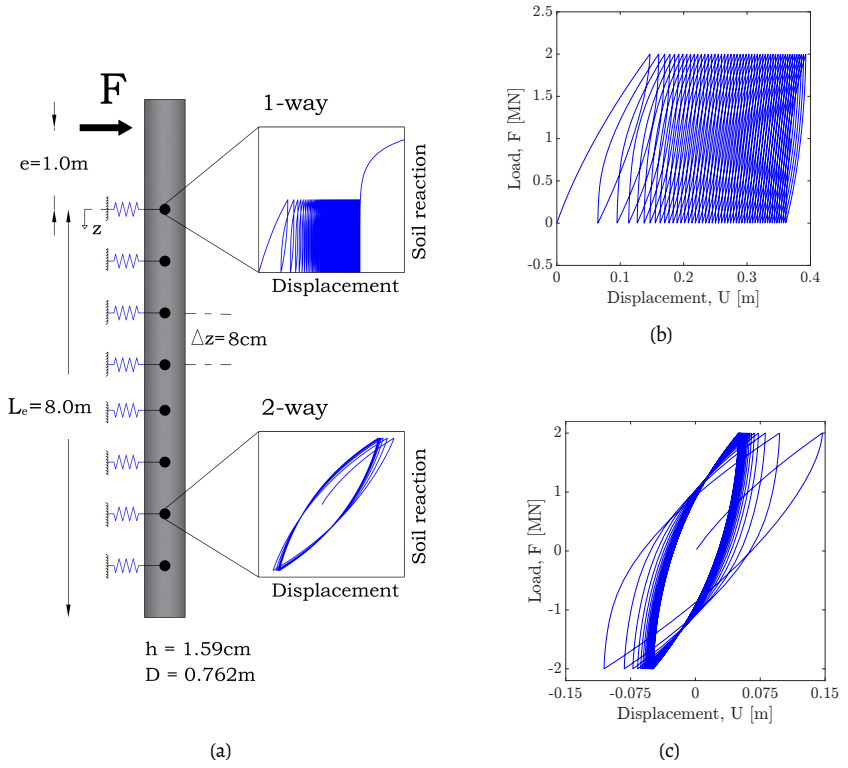 F
e=1.0m
z
1-way
Soil reaction
Displacement
△z=8cm
Lₑ=8.0m
2-way
Soil reaction
Displacement
h = 1.59cm
D = 0.762m
(a)
2.5
2
1.5
1
0.5
0
-0.5
0
0.1
0.2
0.3
0.4
Load, F [MN]
Displacement, U [m]
(b)
2
1
0
-1
-2
-0.15
-0.075
0
0.075
0.15
Load, F [MN]
Displacement, U [m]
(c)